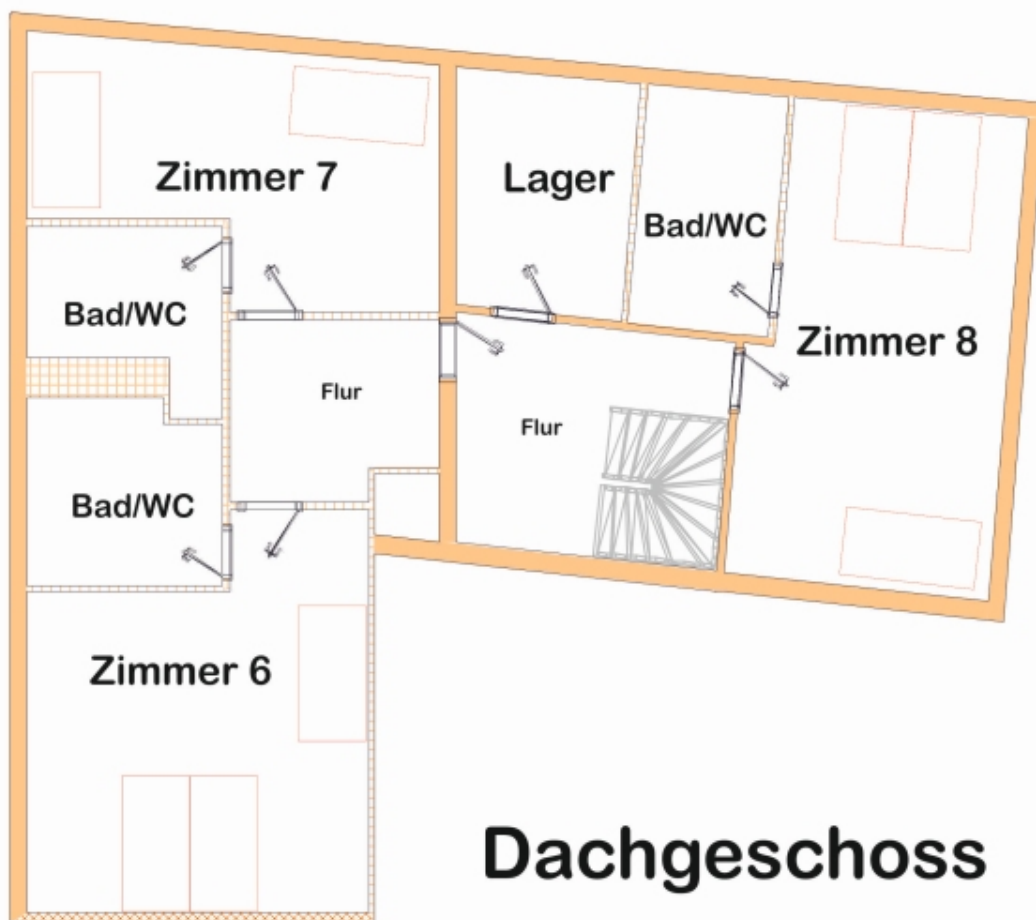 Zimmer 7
Lager
Bad/WC
Bad/WC
Zimmer 8
Flur
Flur
Bad/WC
Zimmer 6
Dachgeschoss